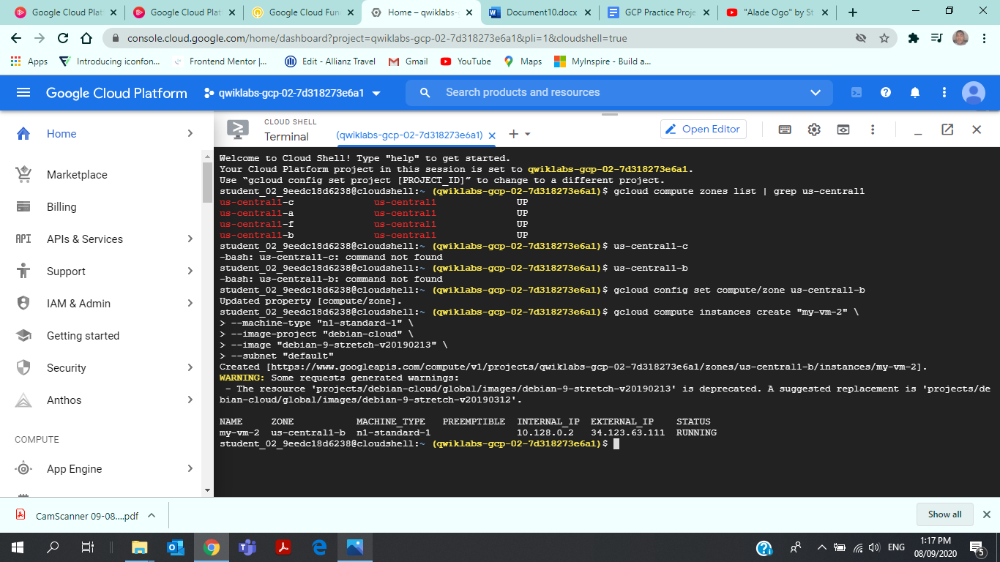 Google Cloud Plat
Google Cloud Plat
Google Cloud Fun
Home – qwiklabs-g
Document10.docx
GCP Practice Proje
"Alade Ogo" by St
console.cloud.google.com/home/dashboard?project=qwiklabs-gcp-02-7d318273e6a1&pli=1&cloudshell=true
Apps
Introducing iconfon...
Frontend Mentor |...
Edit - Allianz Travel
Gmail
YouTube
Maps
MyInspire - Build a...
Google Cloud Platform
qwiklabs-gcp-02-7d318273e6a1
Search products and resources
Home
Marketplace
Billing
API APIs & Services
Support
IAM & Admin
Getting started
Security
Anthos
COMPUTE
App Engine
CLOUD SHELL
Terminal
(qwiklabs-gcp-02-7d318273e6a1)
Open Editor
Welcome to Cloud Shell! Type "help" to get started.
Your Cloud Platform project in this session is set to qwiklabs-gcp-02-7d318273e6a1.
Use “gcloud config set project [PROJECT_ID]” to change to a different project.
student_02_9eedc18d6238@cloudshell:~ (qwiklabs-gcp-02-7d318273e6a1)$ gcloud compute zones list | grep us-central1
us-central1-c us-central1 UP
us-central1-a us-central1 UP
us-central1-f us-central1 UP
us-central1-b us-central1 UP
student_02_9eedc18d6238@cloudshell:~ (qwiklabs-gcp-02-7d318273e6a1)$ us-central1-c
-bash: us-central1-c: command not found
student_02_9eedc18d6238@cloudshell:~ (qwiklabs-gcp-02-7d318273e6a1)$ us-central1-b
-bash: us-central1-b: command not found
student_02_9eedc18d6238@cloudshell:~ (qwiklabs-gcp-02-7d318273e6a1)$ gcloud config set compute/zone us-central1-b
Updated property [compute/zone].
student_02_9eedc18d6238@cloudshell:~ (qwiklabs-gcp-02-7d318273e6a1)$ gcloud compute instances create "my-vm-2" \
> --machine-type "n1-standard-1" \
> --image-project "debian-cloud" \
> --image "debian-9-stretch-v20190213" \
> --subnet "default"
Created [https://www.googleapis.com/compute/v1/projects/qwiklabs-gcp-02-7d318273e6a1/zones/us-central1-b/instances/my-vm-2].
WARNING: Some requests generated warnings:
- The resource 'projects/debian-cloud/global/images/debian-9-stretch-v20190213' is deprecated. A suggested replacement is 'projects/de
bian-cloud/global/images/debian-9-stretch-v20190312'.
NAME ZONE MACHINE_TYPE PREEMPTIBLE INTERNAL_IP EXTERNAL_IP STATUS
my-vm-2 us-central1-b n1-standard-1 10.128.0.2 34.123.63.111 RUNNING
student_02_9eedc18d6238@cloudshell:~ (qwiklabs-gcp-02-7d318273e6a1)$
CamScanner 09-08....pdf
Show all
ENG
1:17 PM
08/09/2020
5